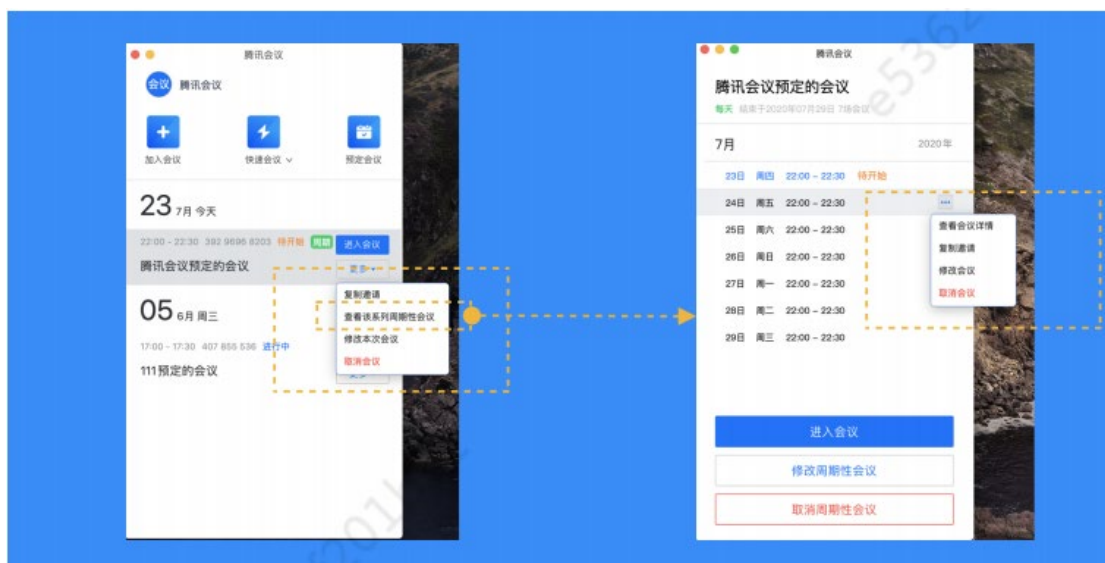 腾讯会议
会议 腾讯会议
加入会议 快速会议 预定会议
23 7月 今天
22:00 - 22:30 392 9696 8203 待开始 周期 进入会议
腾讯会议预定的会议
更多
复制邀请
查看该系列周期性会议
修改本次会议
取消会议
05 6月 周三
17:00 - 17:30 407 855 536 进行中
111预定的会议
腾讯会议
腾讯会议预定的会议
每天 结束于2020年07月29日 7场会议
7月 2020年
23日 周四 22:00 - 22:30 待开始
24日 周五 22:00 - 22:30
25日 周六 22:00 - 22:30
26日 周日 22:00 - 22:30
27日 周一 22:00 - 22:30
28日 周二 22:00 - 22:30
29日 周三 22:00 - 22:30
查看会议详情
复制邀请
修改会议
取消会议
进入会议
修改周期性会议
取消周期性会议
e5362